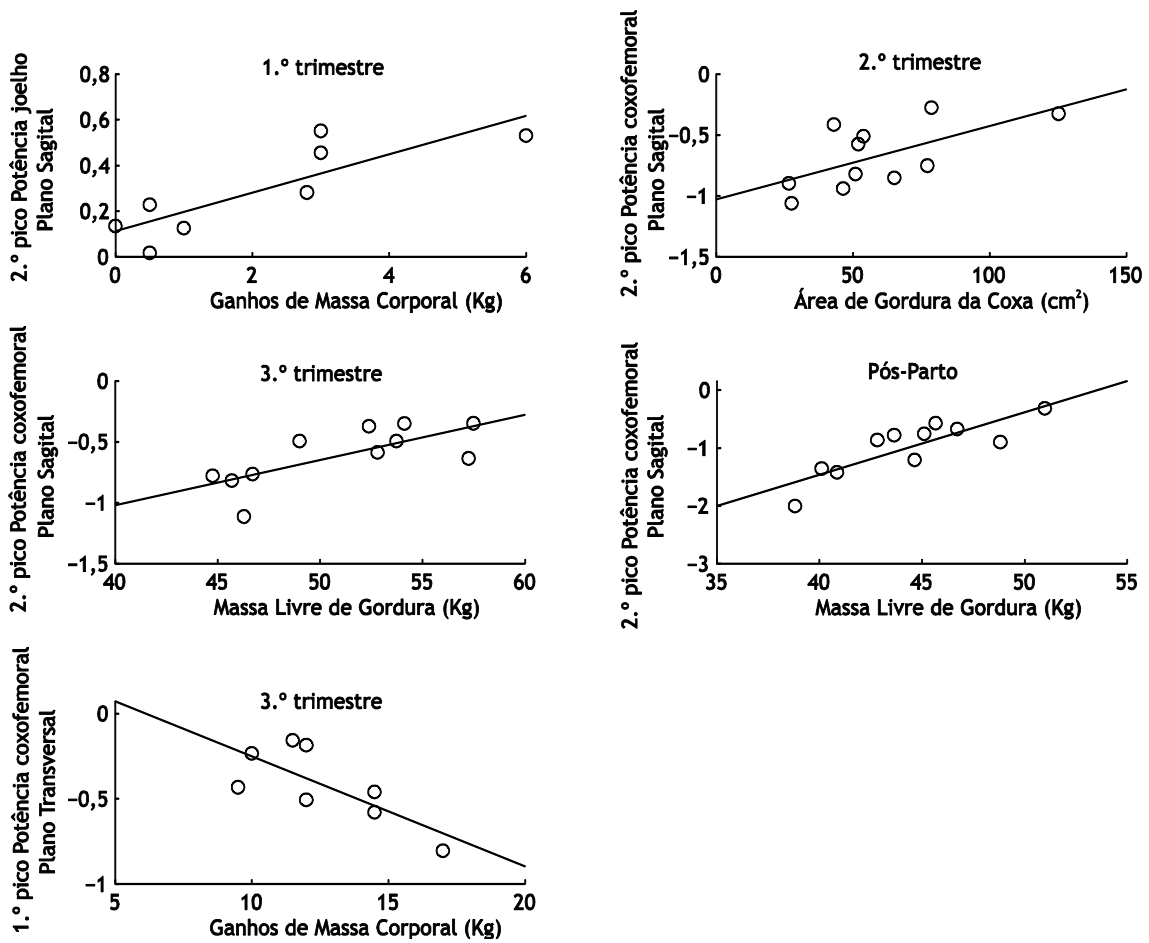 1.º trimestre
2.º pico Potência joelho
Plano Sagital
0,8
0,6
0,4
0,2
0
0
2
4
6
Ganhos de Massa Corporal (Kg)
2.º trimestre
2.º pico Potência coxofemoral
Plano Sagital
0
−0,5
−1
−1,5
0
50
100
150
Área de Gordura da Coxa (cm²)
3.º trimestre
2.º pico Potência coxofemoral
Plano Sagital
0
−0,5
−1
−1,5
40
45
50
55
60
Massa Livre de Gordura (Kg)
Pós-Parto
2.º pico Potência coxofemoral
Plano Sagital
0
−1
−2
−3
35
40
45
50
55
Massa Livre de Gordura (Kg)
3.º trimestre
1.º pico Potência coxofemoral
Plano Transversal
0
−0,5
−1
5
10
15
20
Ganhos de Massa Corporal (Kg)